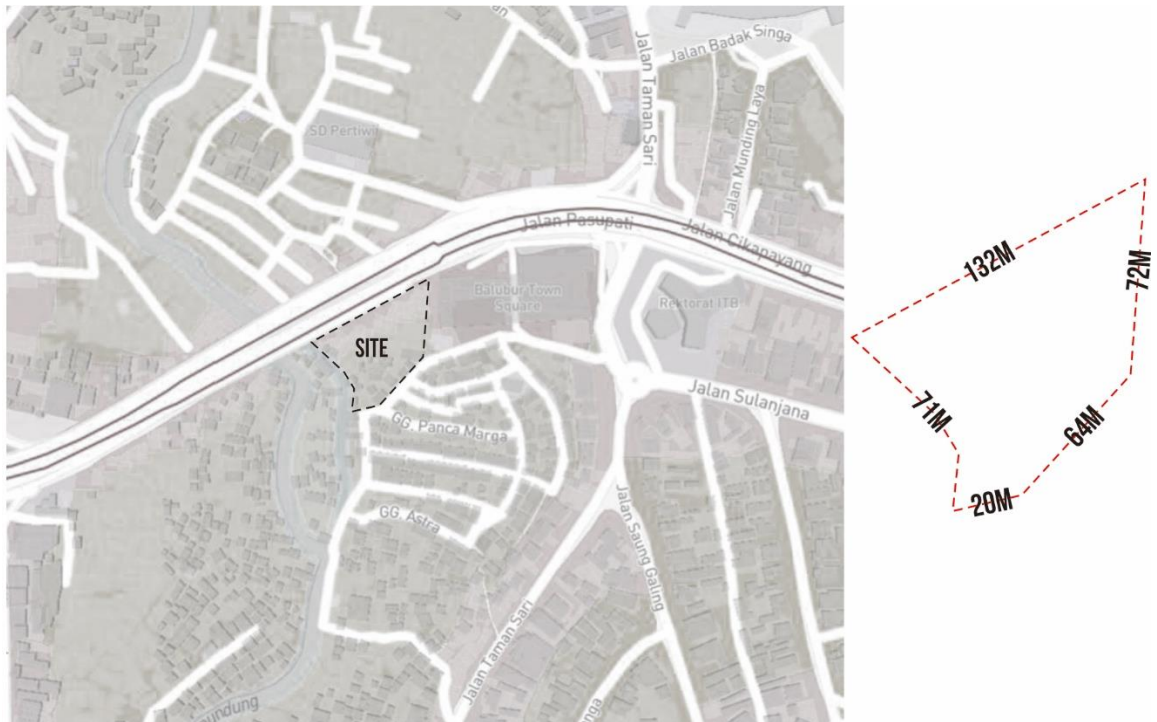 Jalan Badak Singa
Jalan Taman Sari
SD Pertiwi
Jalan Munding Laya
Jalan Pasupati
Jalan Cikapayang
Balubur Town
Square
Rektorat ITB
SITE
Jalan Sulanjana
GG. Panca Marga
GG. Astra
Jalan Saung Galing
Jalan Taman Sari
132M
72M
71M
64M
20M